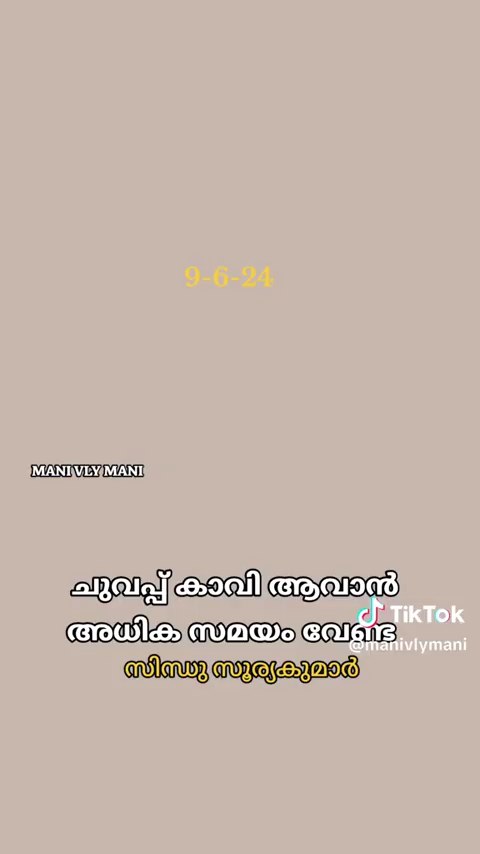 9-6-24
MANI VLY MANI
ചുവപ്പ് കാവി ആവാൻ
അധിക സമയം വേണ്ട
TikTok
@manivlymani
സിന്ധു സൂര്യകുമാർ